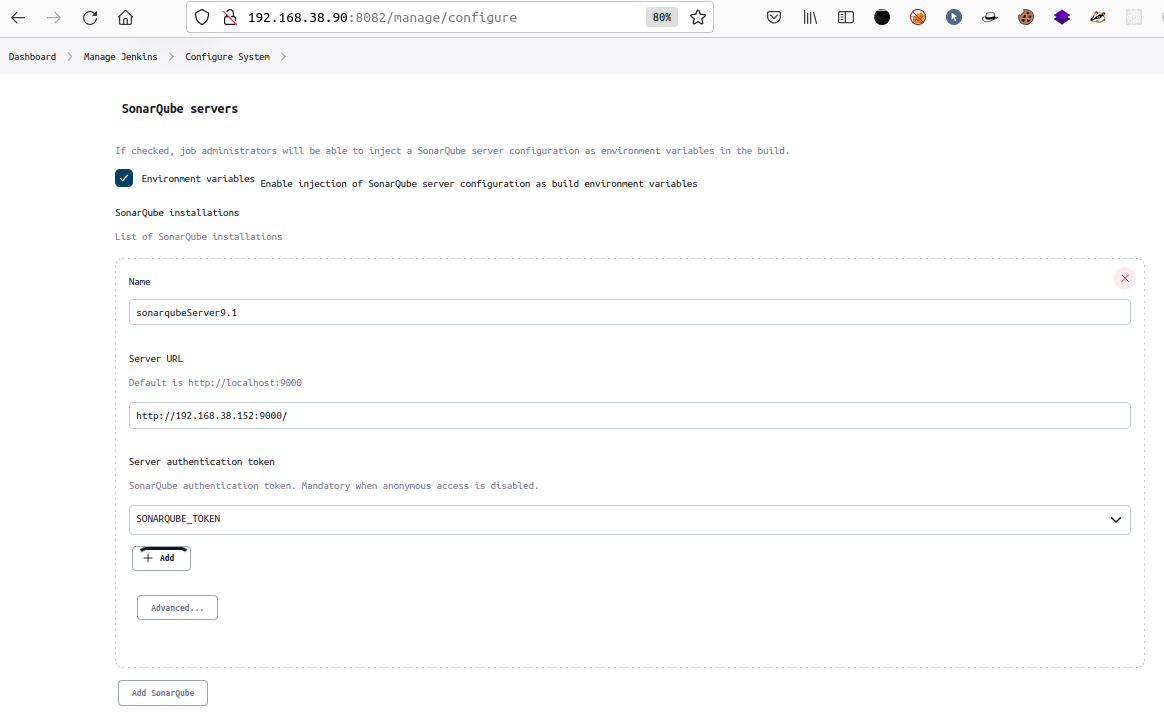 192.168.38.90:8082/manage/configure 80%
Dashboard Manage Jenkins Configure System
SonarQube servers
If checked, job administrators will be able to inject a SonarQube server configuration as environment variables in the build.
Environment variables Enable injection of SonarQube server configuration as build environment variables
SonarQube installations
List of SonarQube installations
Name
sonarqubeServer9.1
Server URL
Default is http://localhost:9000
http://192.168.38.152:9000/
Server authentication token
SonarQube authentication token. Mandatory when anonymous access is disabled.
SONARQUBE_TOKEN
Add
Advanced...
Add SonarQube